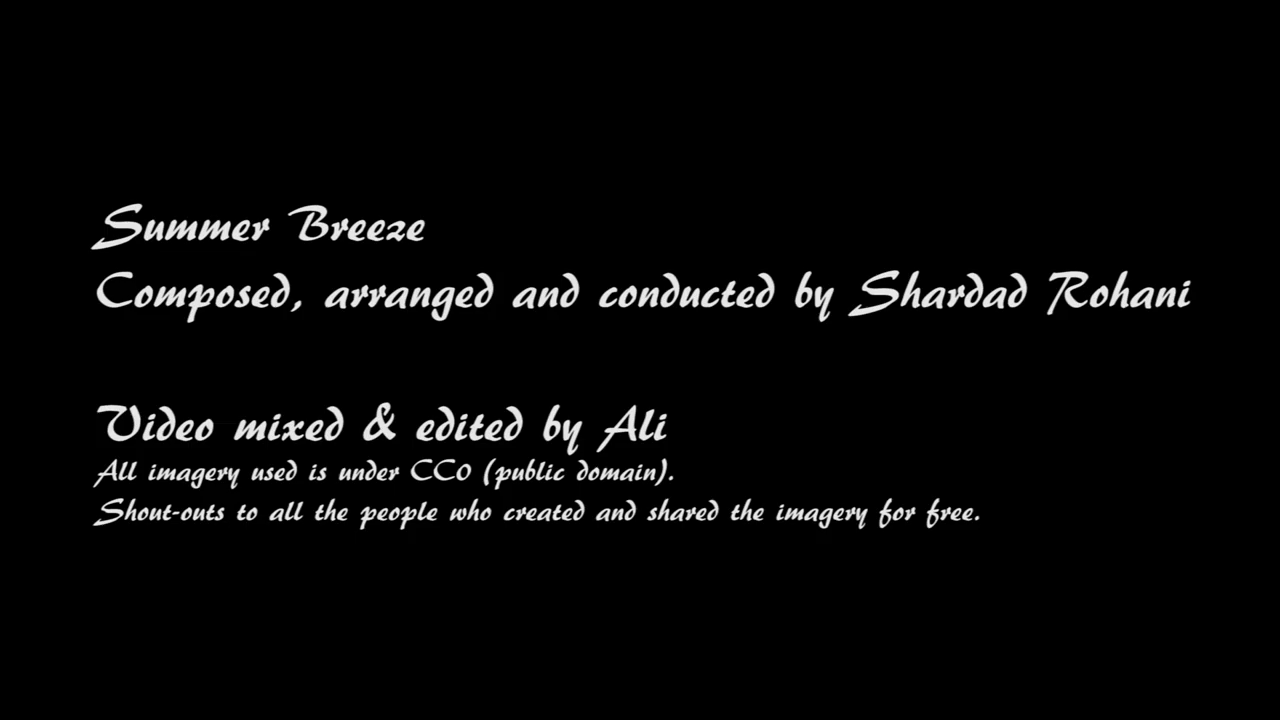 Summer Breeze
Composed, arranged and conducted by Shardad Rohani
Video mixed & edited by Ali
All imagery used is under CC0 (public domain).
Shout-outs to all the people who created and shared the imagery for free.